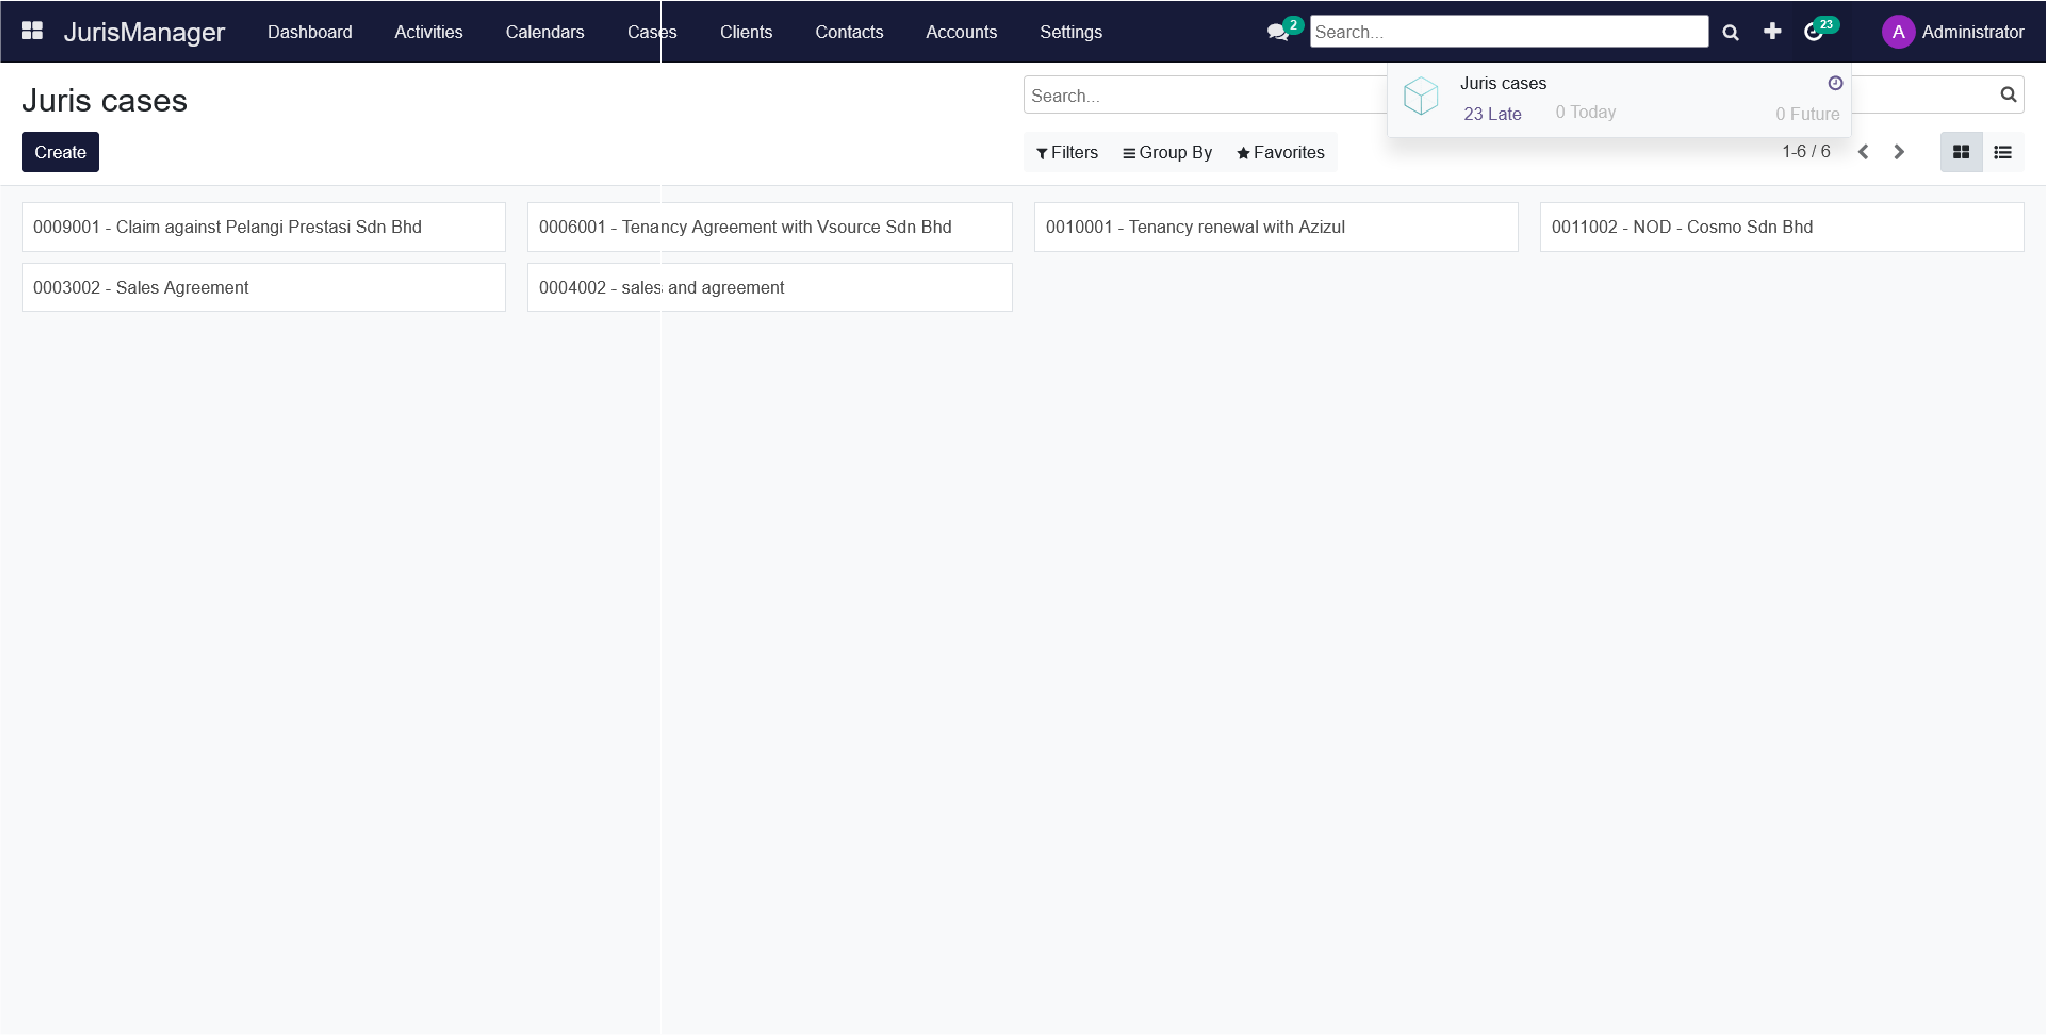 JurisManager Dashboard Activities Calendars Cases Clients Contacts Accounts Settings 2 Search... 23 A Administrator
Juris cases
Search...
Juris cases
23 Late 0 Today 0 Future
Create
Filters Group By Favorites
1-6 / 6
0009001 - Claim against Pelangi Prestasi Sdn Bhd
0006001 - Tenancy Agreement with Vsource Sdn Bhd
0010001 - Tenancy renewal with Azizul
0011002 - NOD - Cosmo Sdn Bhd
0003002 - Sales Agreement
0004002 - sales and agreement